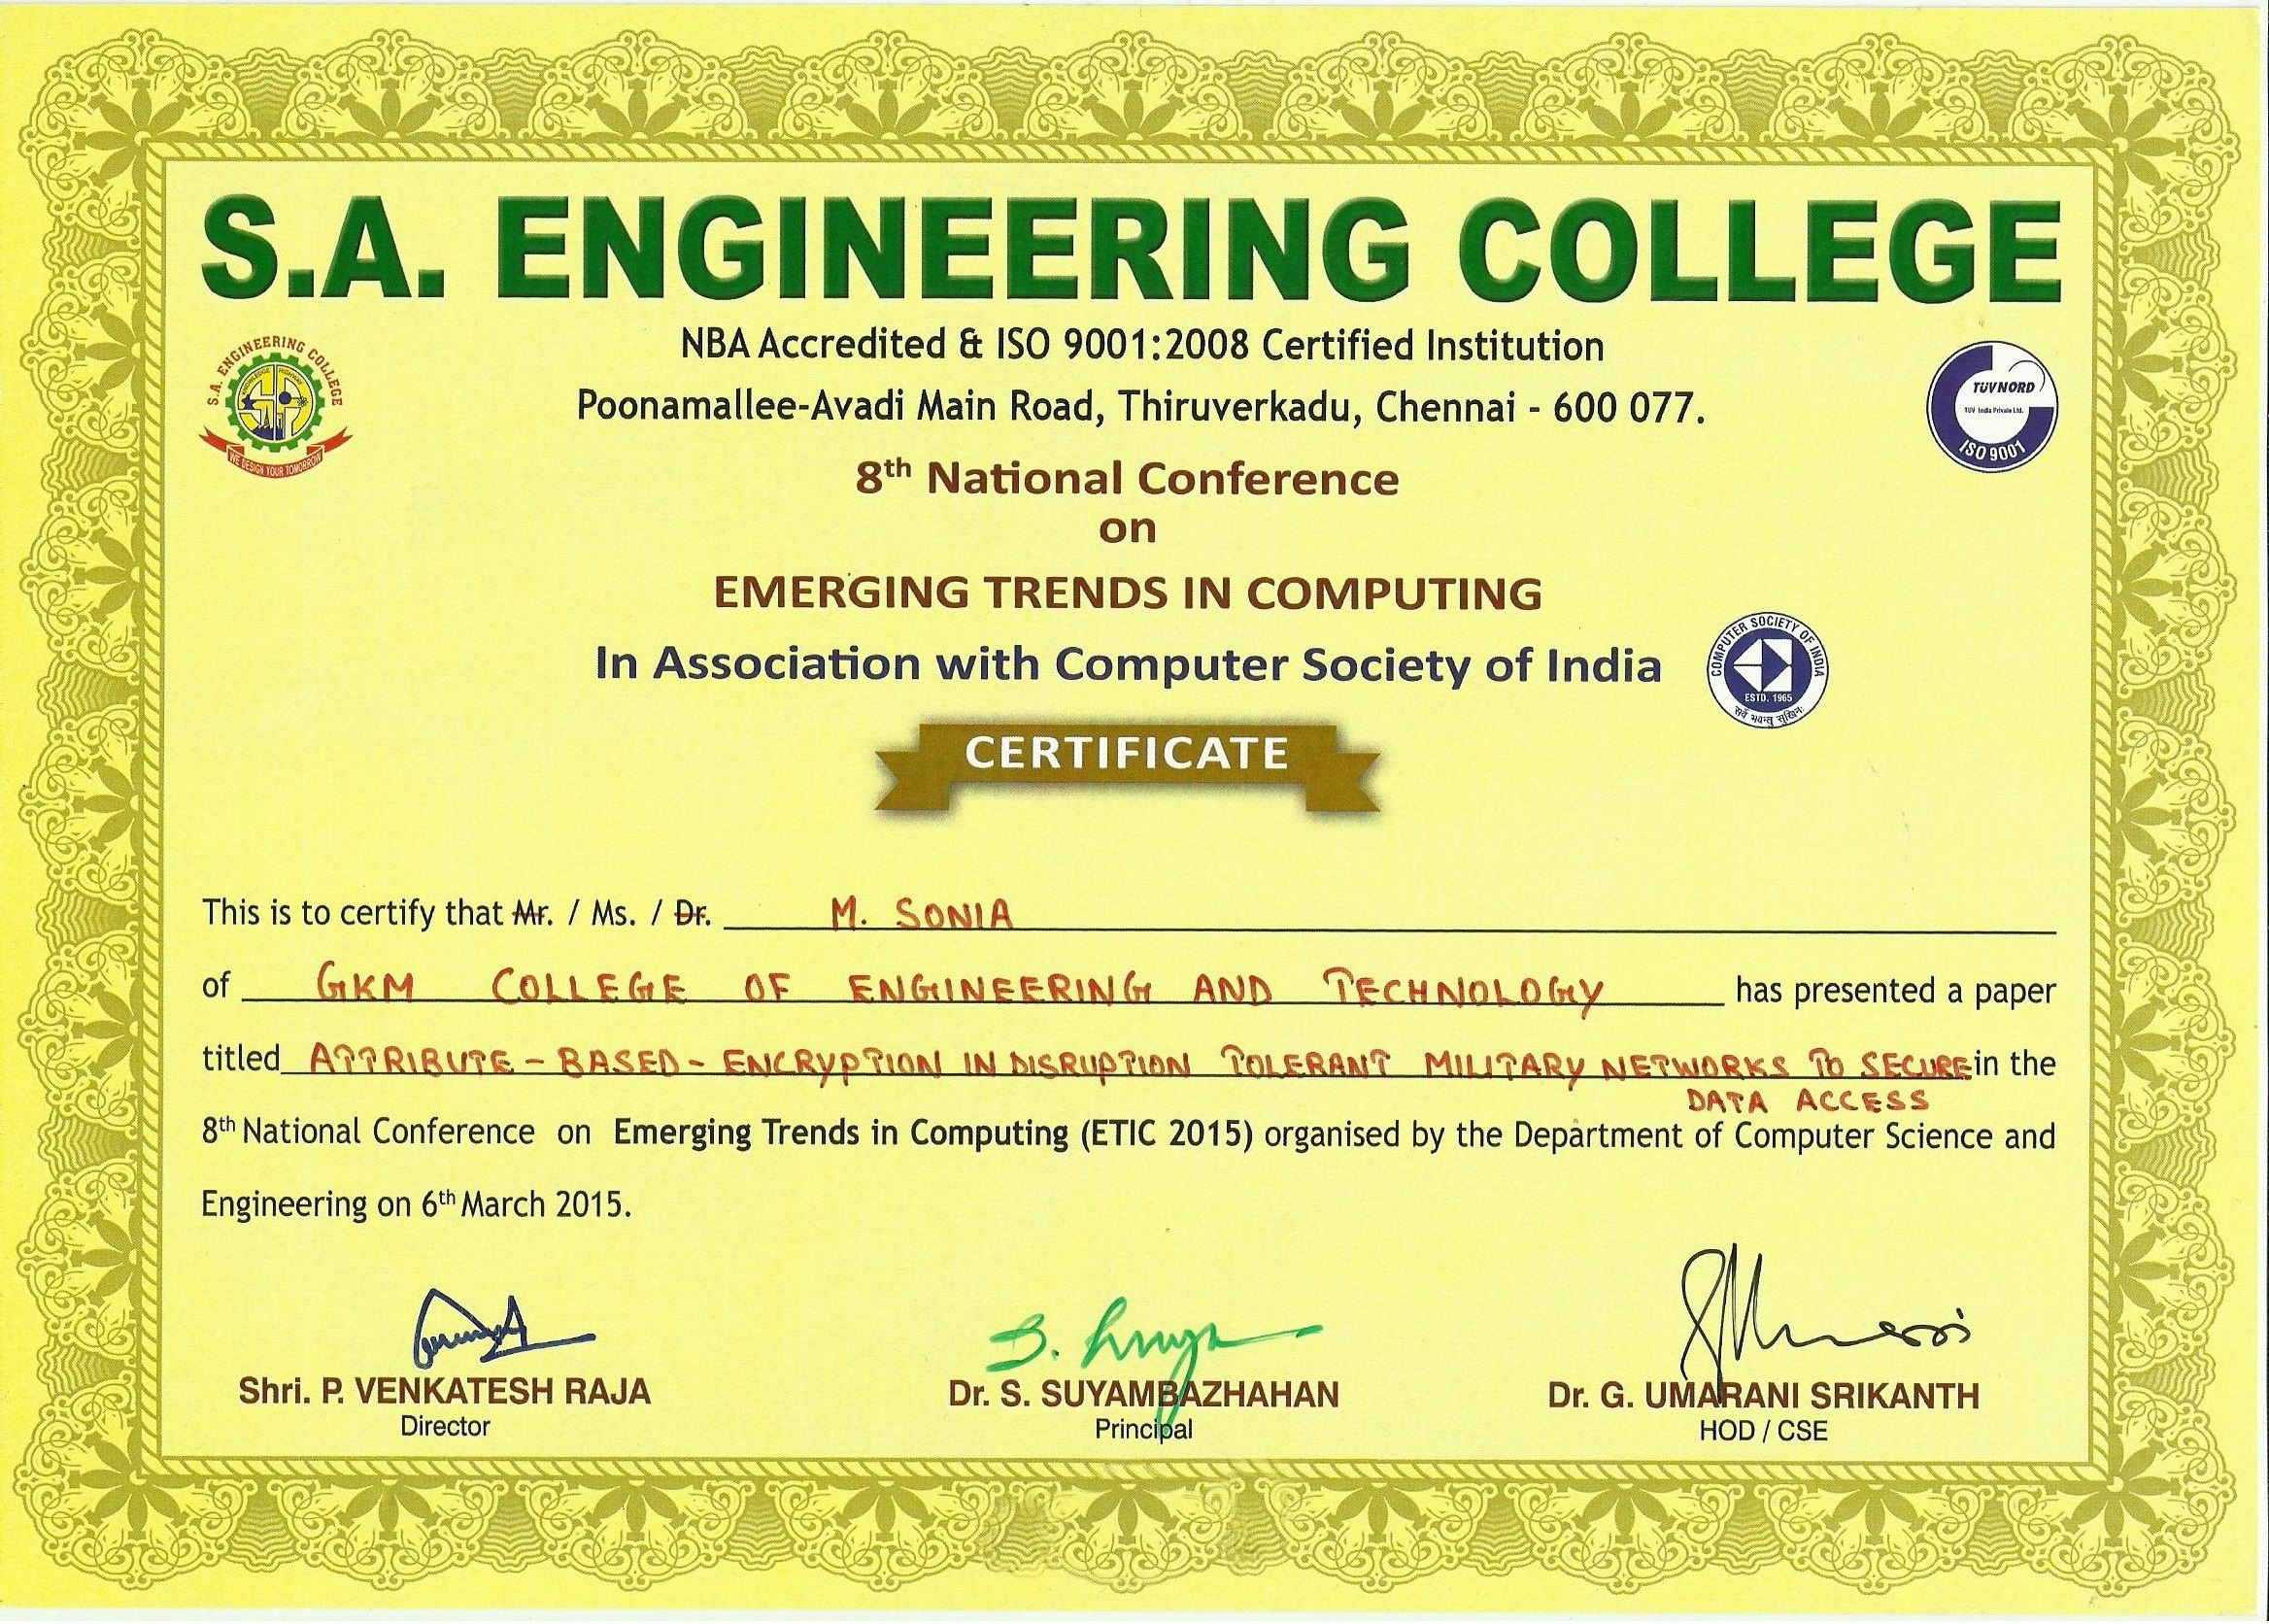 S.A. ENGINEERING COLLEGE
NBA Accredited & ISO 9001:2008 Certified Institution
Poonamallee-Avadi Main Road, Thiruverkadu, Chennai - 600 077.
S.A. ENGINEERING COLLEGE
KNOWLEDGE HIGHWAY
WE DESIGN YOUR TOMORROW
TÜV NORD
TUV India Private Ltd.
ISO 9001
8th National Conference
on
EMERGING TRENDS IN COMPUTING
In Association with Computer Society of India
COMPUTER SOCIETY OF INDIA
ESTD. 1965
सर्वे भवन्तु सुखिनः
CERTIFICATE
This is to certify that Mr. / Ms. / Dr. M. SONIA
of GKM COLLEGE OF ENGINEERING AND TECHNOLOGY has presented a paper
titled ATTRIBUTE - BASED - ENCRYPTION IN DISRUPTION TOLERANT MILITARY NETWORKS TO SECURE in the
DATA ACCESS
8th National Conference on Emerging Trends in Computing (ETIC 2015) organised by the Department of Computer Science and
Engineering on 6th March 2015.
Shri. P. VENKATESH RAJA
Director
Dr. S. SUYAMBAZHAHAN
Principal
Dr. G. UMARANI SRIKANTH
HOD / CSE